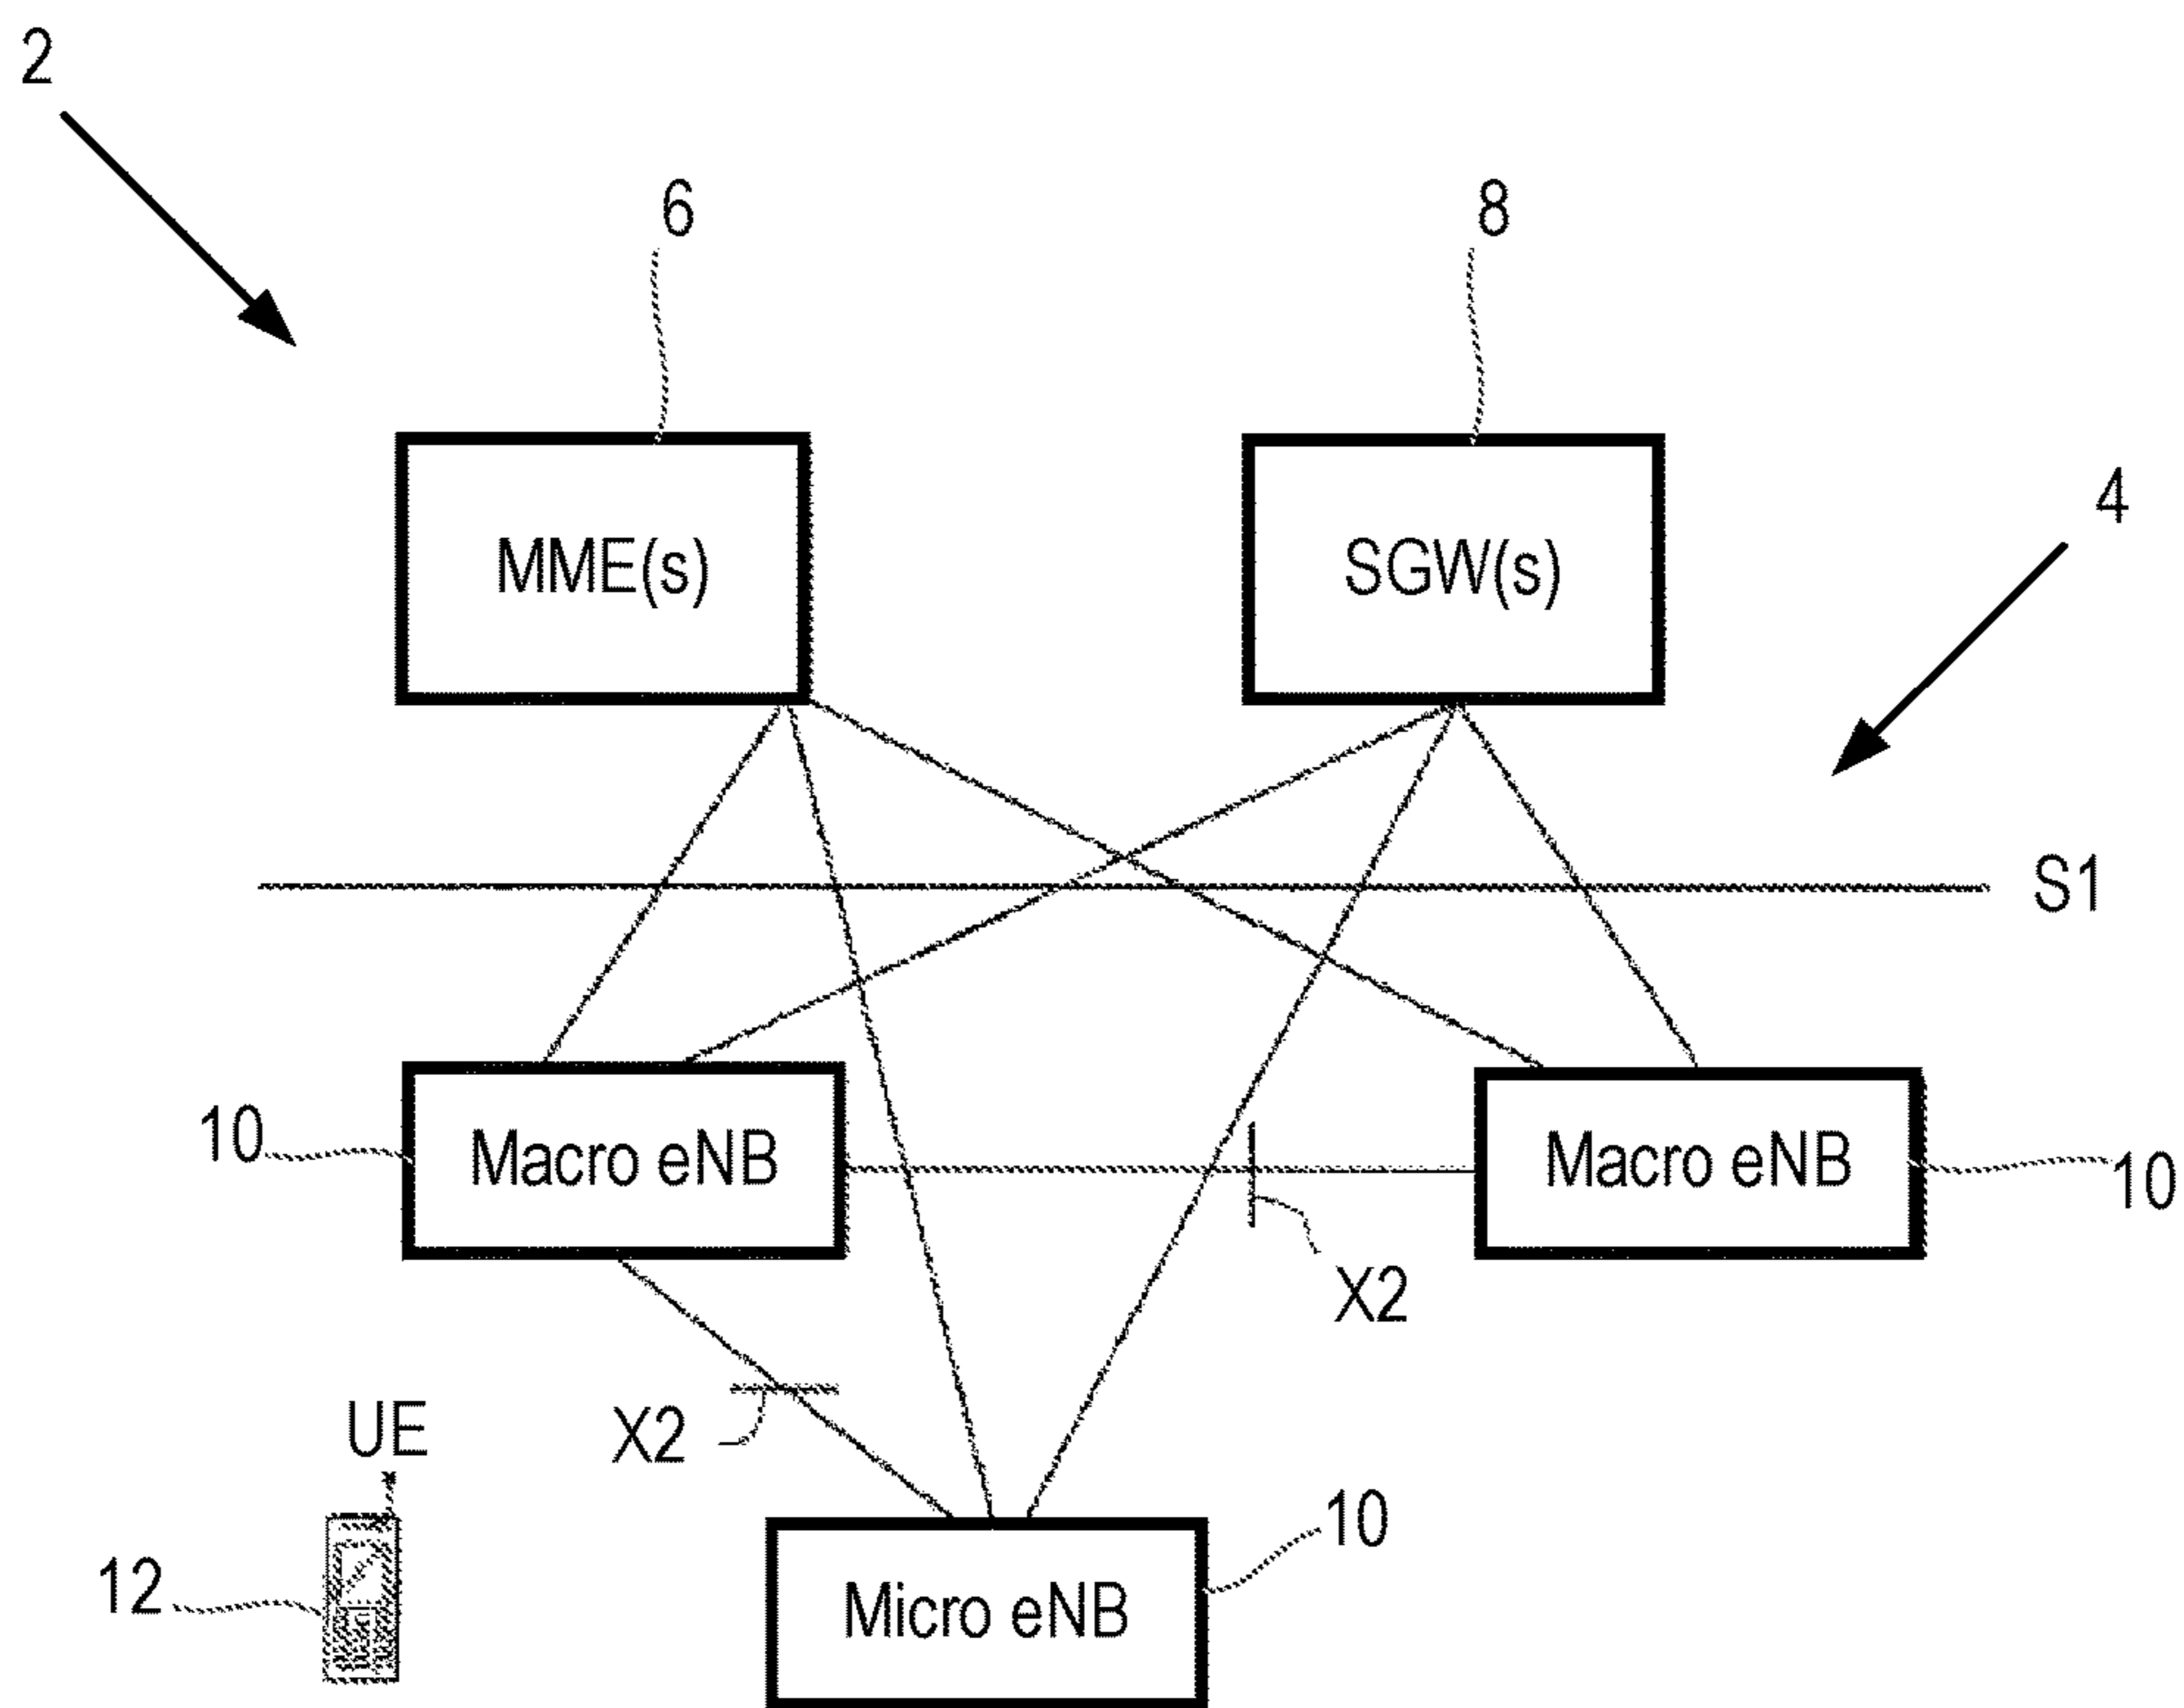 2
6
8
MME(s)
SGW(s)
4
S1
10
Macro eNB
Macro eNB
10
X2
UE
X2
10
12
Micro eNB